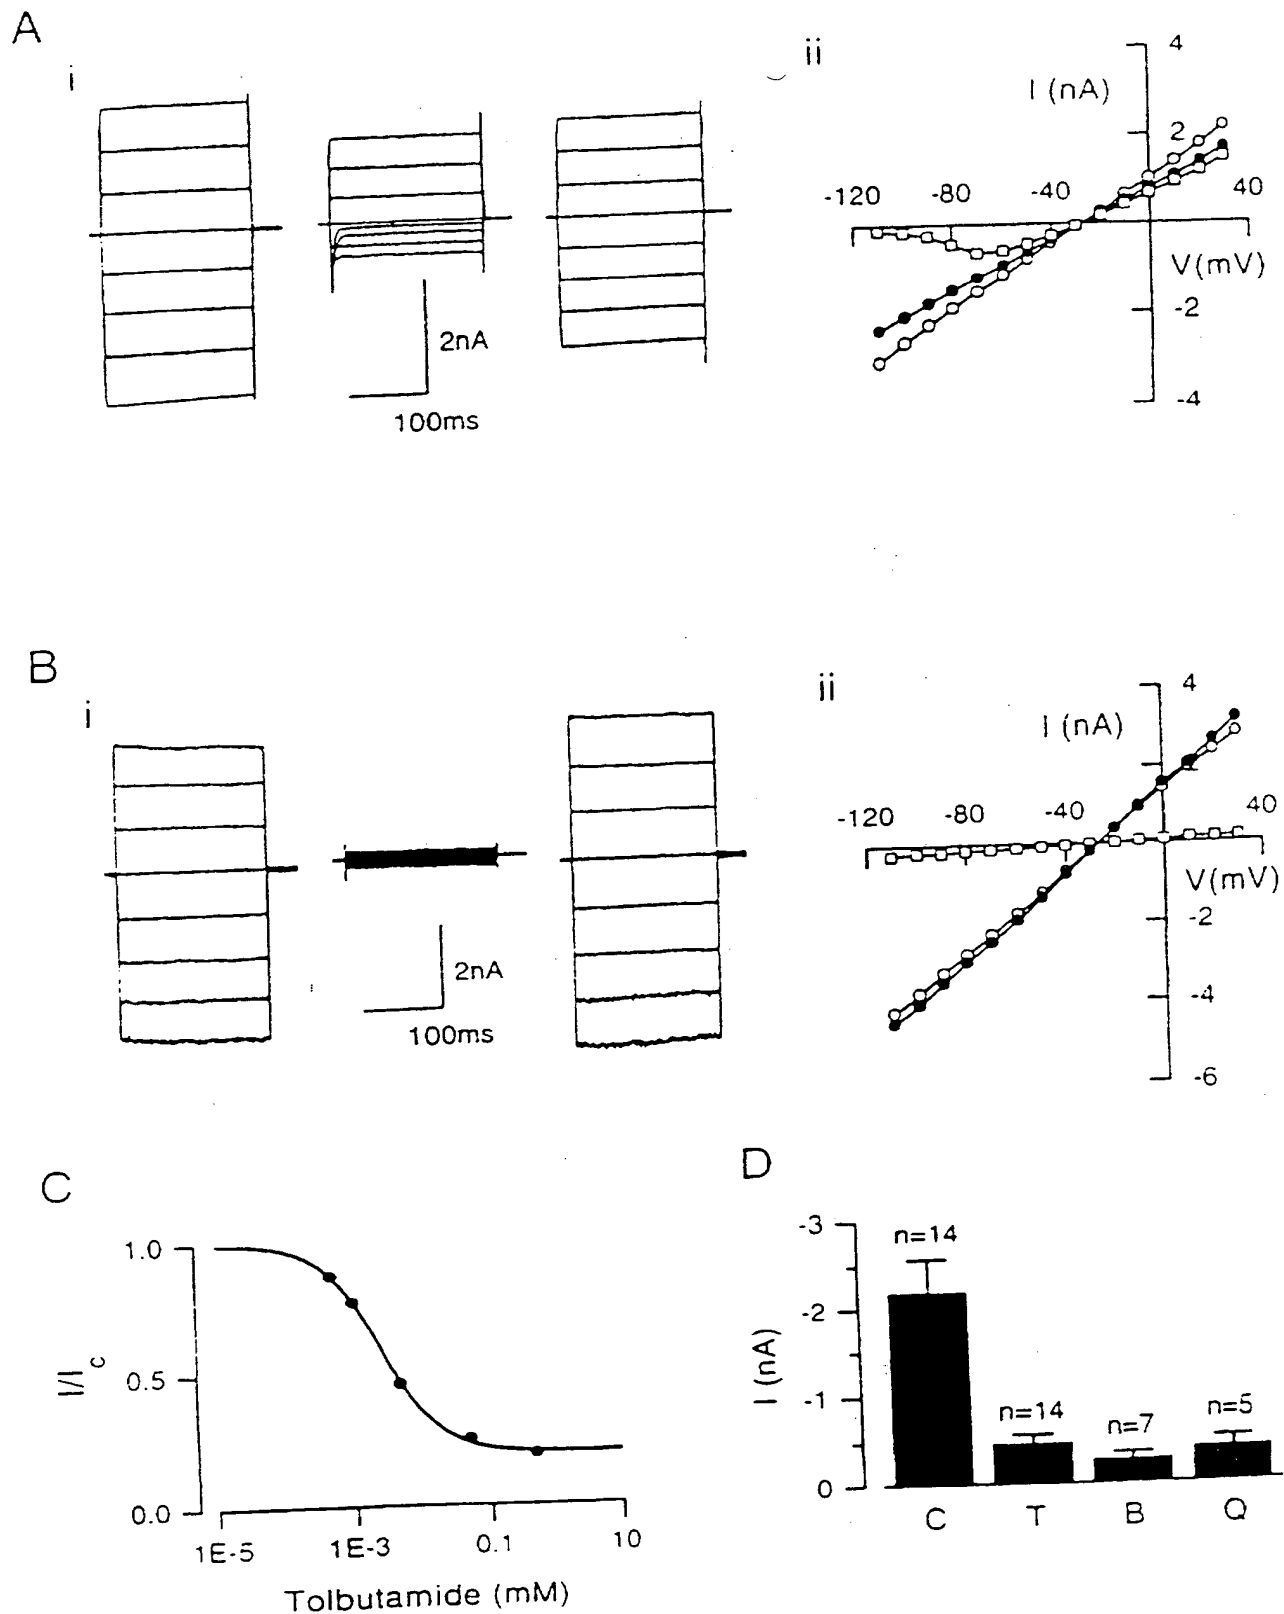 A
i
2nA
100ms
ii
4
I (nA)
2
-120 -80 -40 40
V(mV)
-2
-4
B
i
2nA
100ms
ii
4
I (nA)
-120 -80 -40 40
V(mV)
-2
-4
-6
C
1.0
I/Ic
0.5
0.0
1E-5 1E-3 0.1 10
Tolbutamide (mM)
D
-3
n=14
-2
I (nA)
-1
n=14
n=7
n=5
0
C T B Q